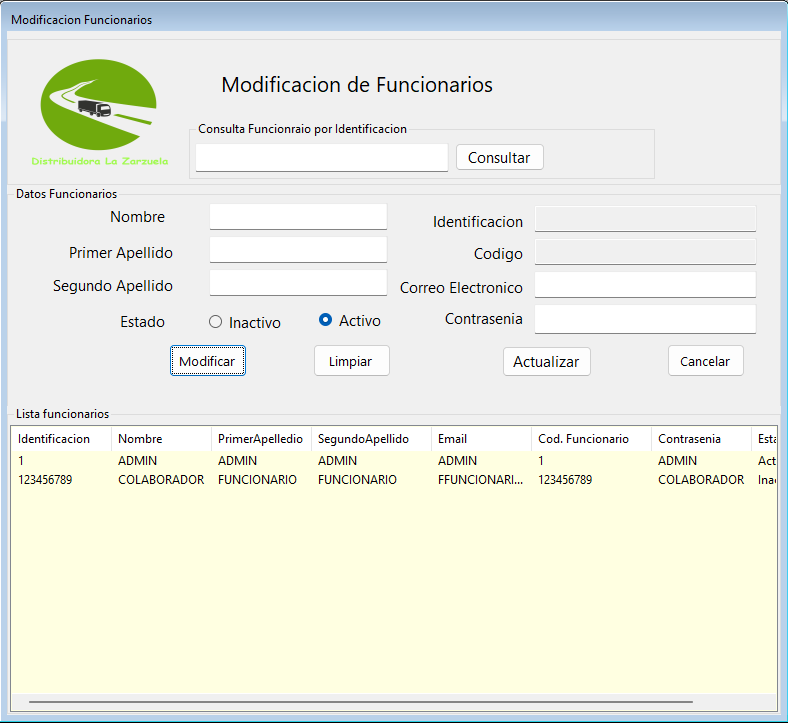 Modificacion Funcionarios
Modificacion de Funcionarios
Distribuidora La Zarzuela
Consulta Funcionraio por Identificacion
Consultar
Datos Funcionarios
Nombre Identificacion
Primer Apellido Codigo
Segundo Apellido Correo Electronico
Estado Inactivo Activo Contrasenia
Modificar Limpiar Actualizar Cancelar
Lista funcionarios
Identificacion Nombre PrimerApelledio SegundoApellido Email Cod. Funcionario Contrasenia Esta
1 ADMIN ADMIN ADMIN ADMIN 1 ADMIN Act
123456789 COLABORADOR FUNCIONARIO FUNCIONARIO FFUNCIONARI... 123456789 COLABORADOR Inac